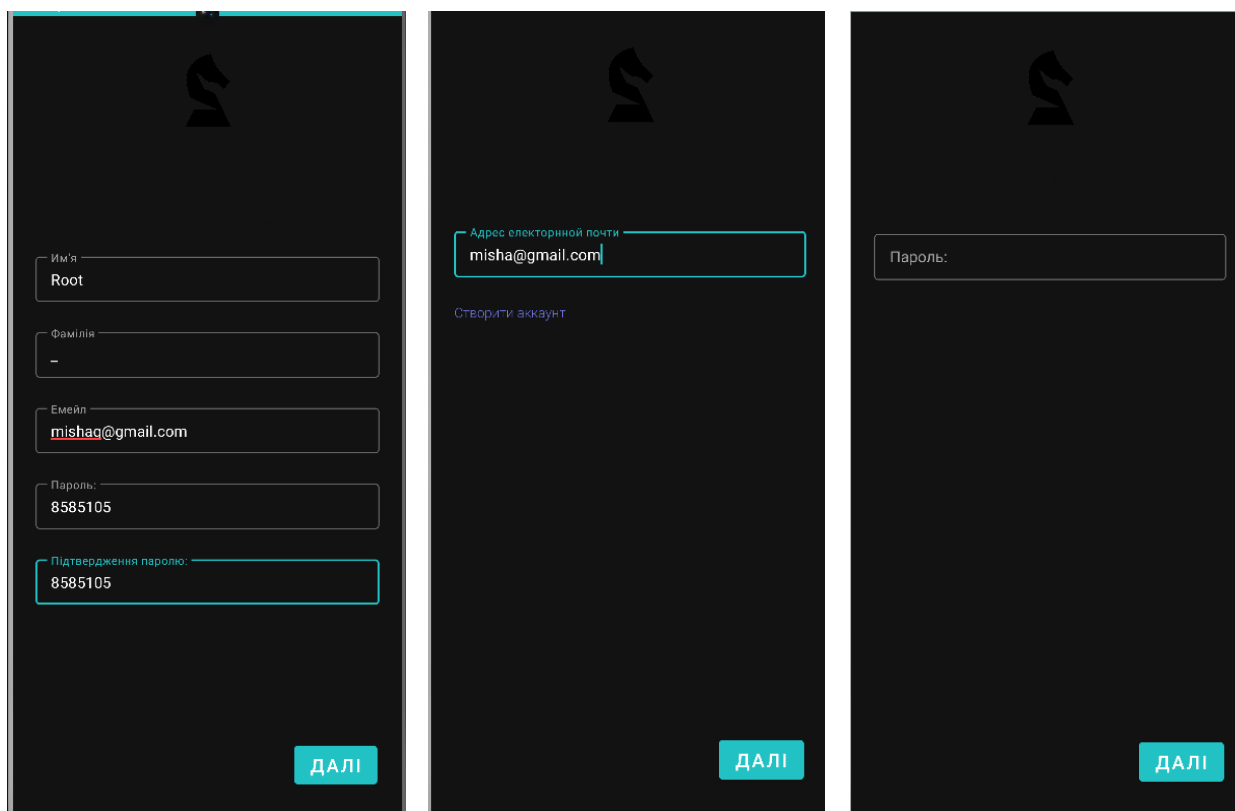 Им'я
Root
Фамілія
_
Емейл
mishaq@gmail.com
Пароль:
8585105
Підтвердження паролю:
8585105
ДАЛІ
Адрес електорнной почти
misha@gmail.com
Створити аккаунт
ДАЛІ
Пароль:
ДАЛІ